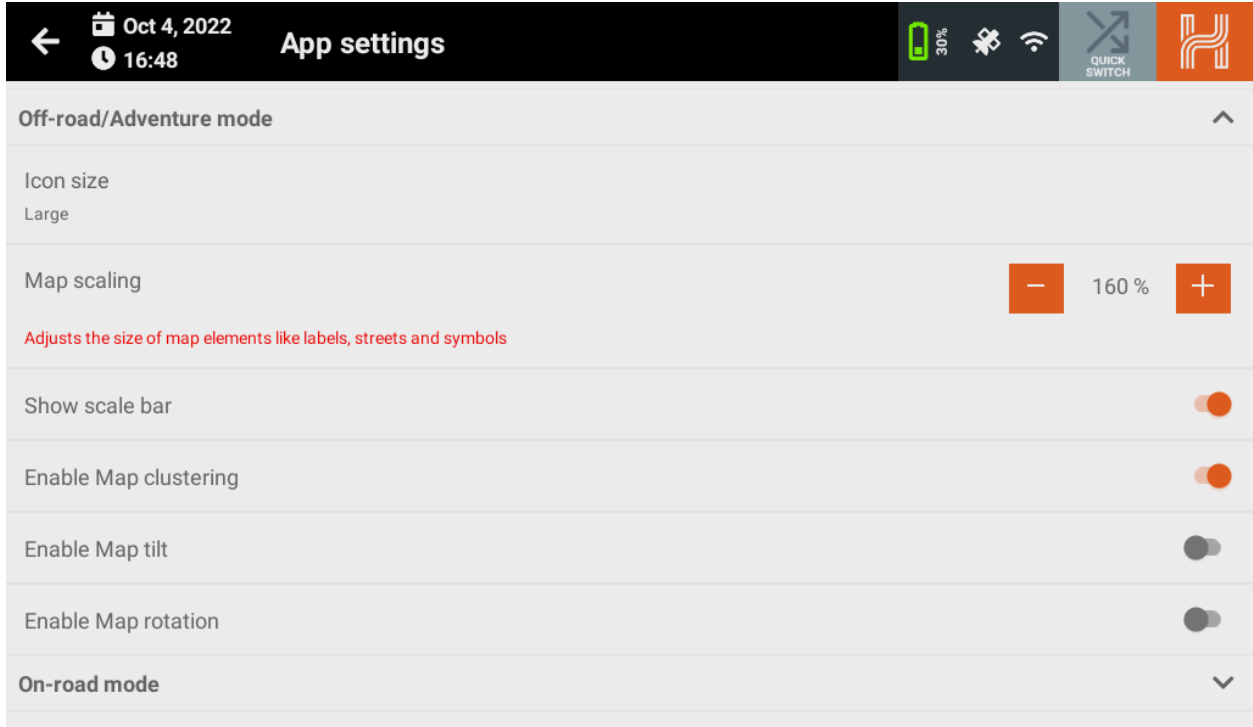 Oct 4, 2022
16:48
App settings
30%
QUICK
SWITCH
Off-road/Adventure mode
Icon size
Large
Map scaling
160 %
Adjusts the size of map elements like labels, streets and symbols
Show scale bar
Enable Map clustering
Enable Map tilt
Enable Map rotation
On-road mode